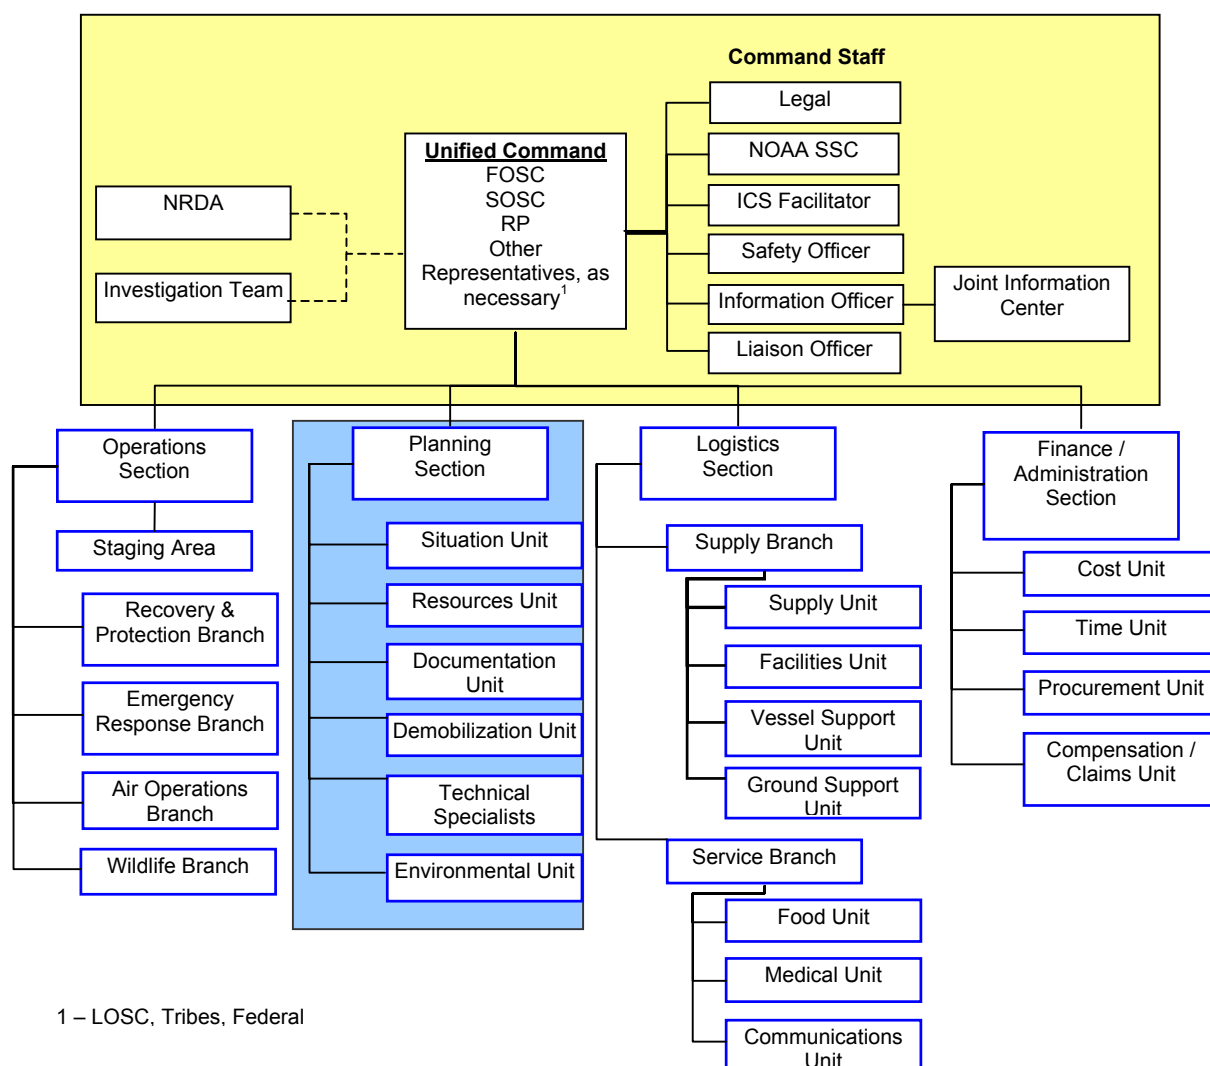 Command Staff
Legal
NOAA SSC
ICS Facilitator
Safety Officer
Information Officer
Liaison Officer
Joint Information
Center
Unified Command
FOSC
SOSC
RP
Other
Representatives, as
necessary1
NRDA
Investigation Team
Operations
Section
Staging Area
Recovery &
Protection Branch
Emergency
Response Branch
Air Operations
Branch
Wildlife Branch
Planning
Section
Situation Unit
Resources Unit
Documentation
Unit
Demobilization Unit
Technical
Specialists
Environmental Unit
Logistics
Section
Supply Branch
Supply Unit
Facilities Unit
Vessel Support
Unit
Ground Support
Unit
Service Branch
Food Unit
Medical Unit
Communications
Unit
Finance /
Administration
Section
Cost Unit
Time Unit
Procurement Unit
Compensation /
Claims Unit
1 – LOSC, Tribes, Federal